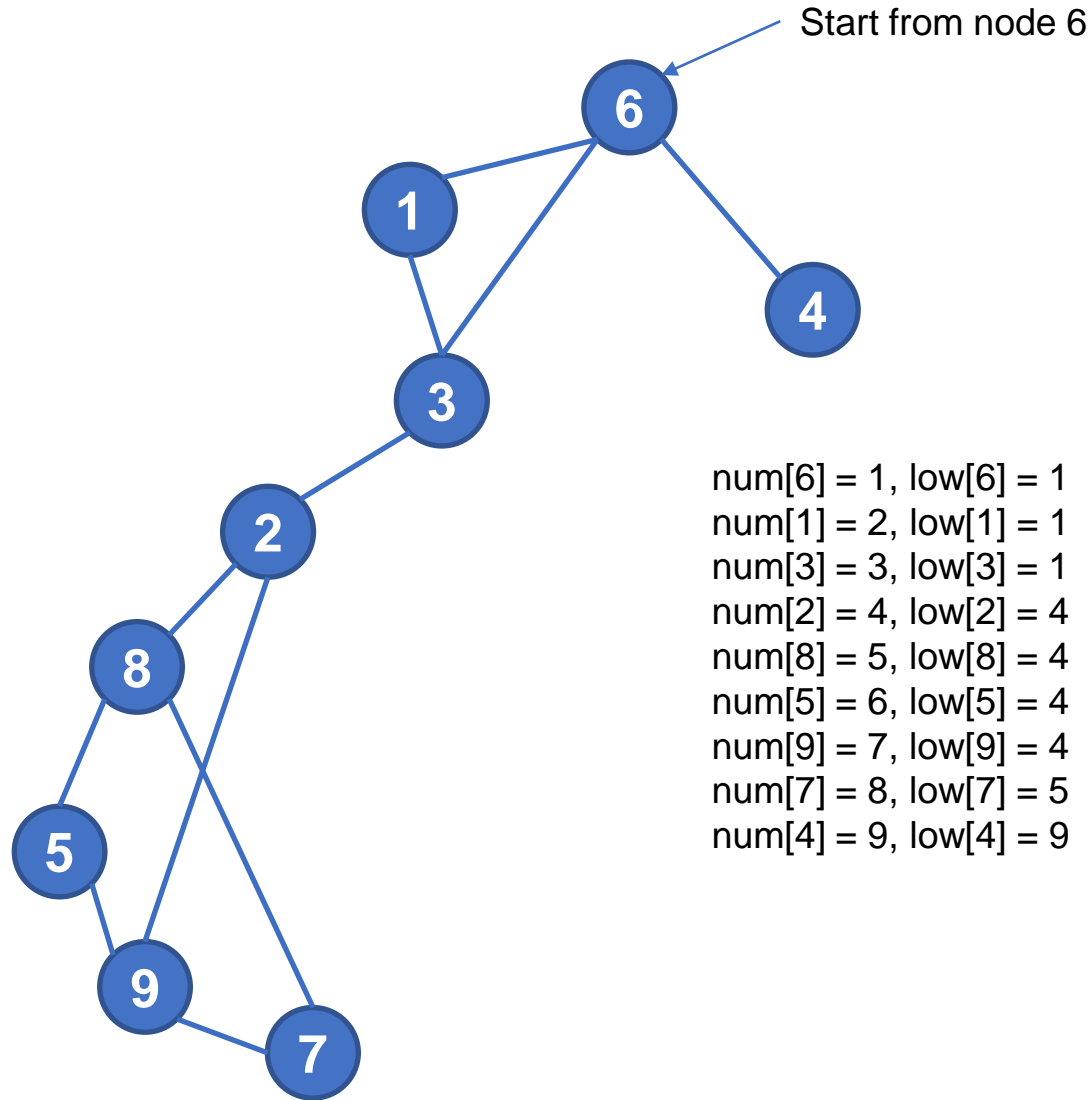 Start from node 6
6
1
4
3
2
8
5
9
7
num[6] = 1, low[6] = 1
num[1] = 2, low[1] = 1
num[3] = 3, low[3] = 1
num[2] = 4, low[2] = 4
num[8] = 5, low[8] = 4
num[5] = 6, low[5] = 4
num[9] = 7, low[9] = 4
num[7] = 8, low[7] = 5
num[4] = 9, low[4] = 9